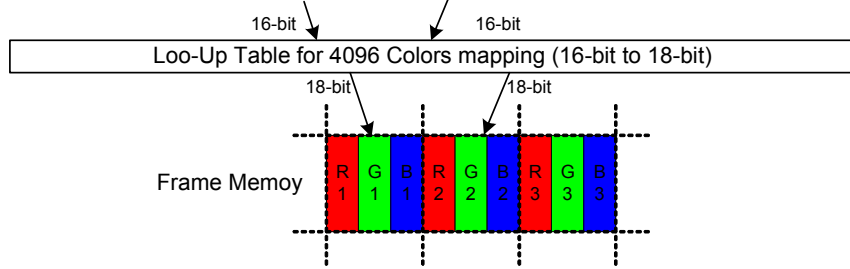 16-bit 16-bit
Loo-Up Table for 4096 Colors mapping (16-bit to 18-bit)
18-bit 18-bit
Frame Memoy
R G B R G B R G B
1 1 1 2 2 2 3 3 3